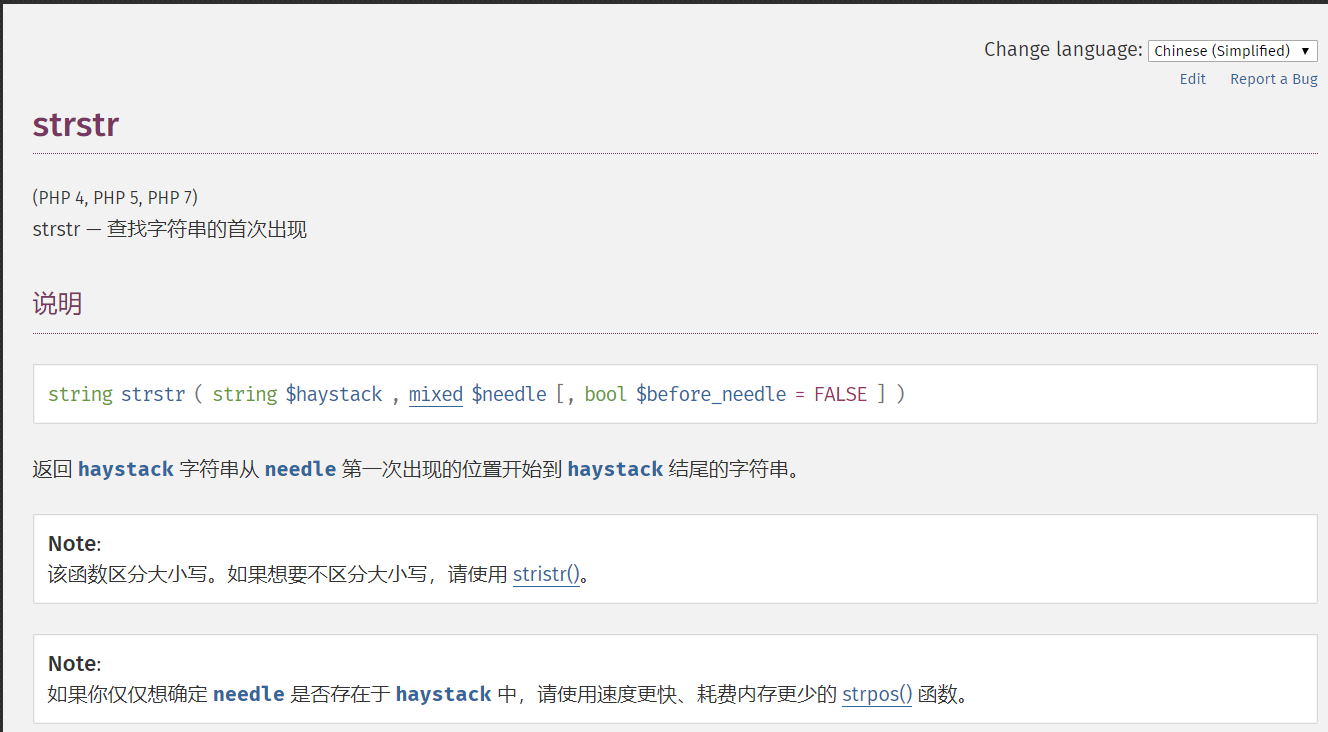 Change language: Chinese (Simplified) ▼
Edit Report a Bug
strstr
(PHP 4, PHP 5, PHP 7)
strstr — 查找字符串的首次出现
说明
string strstr ( string $haystack , mixed $needle [, bool $before_needle = FALSE ] )
返回 haystack 字符串从 needle 第一次出现的位置开始到 haystack 结尾的字符串。
Note:
该函数区分大小写。如果想要不区分大小写，请使用 stristr()。
Note:
如果你仅仅想确定 needle 是否存在于 haystack 中，请使用速度更快、耗费内存更少的 strpos() 函数。